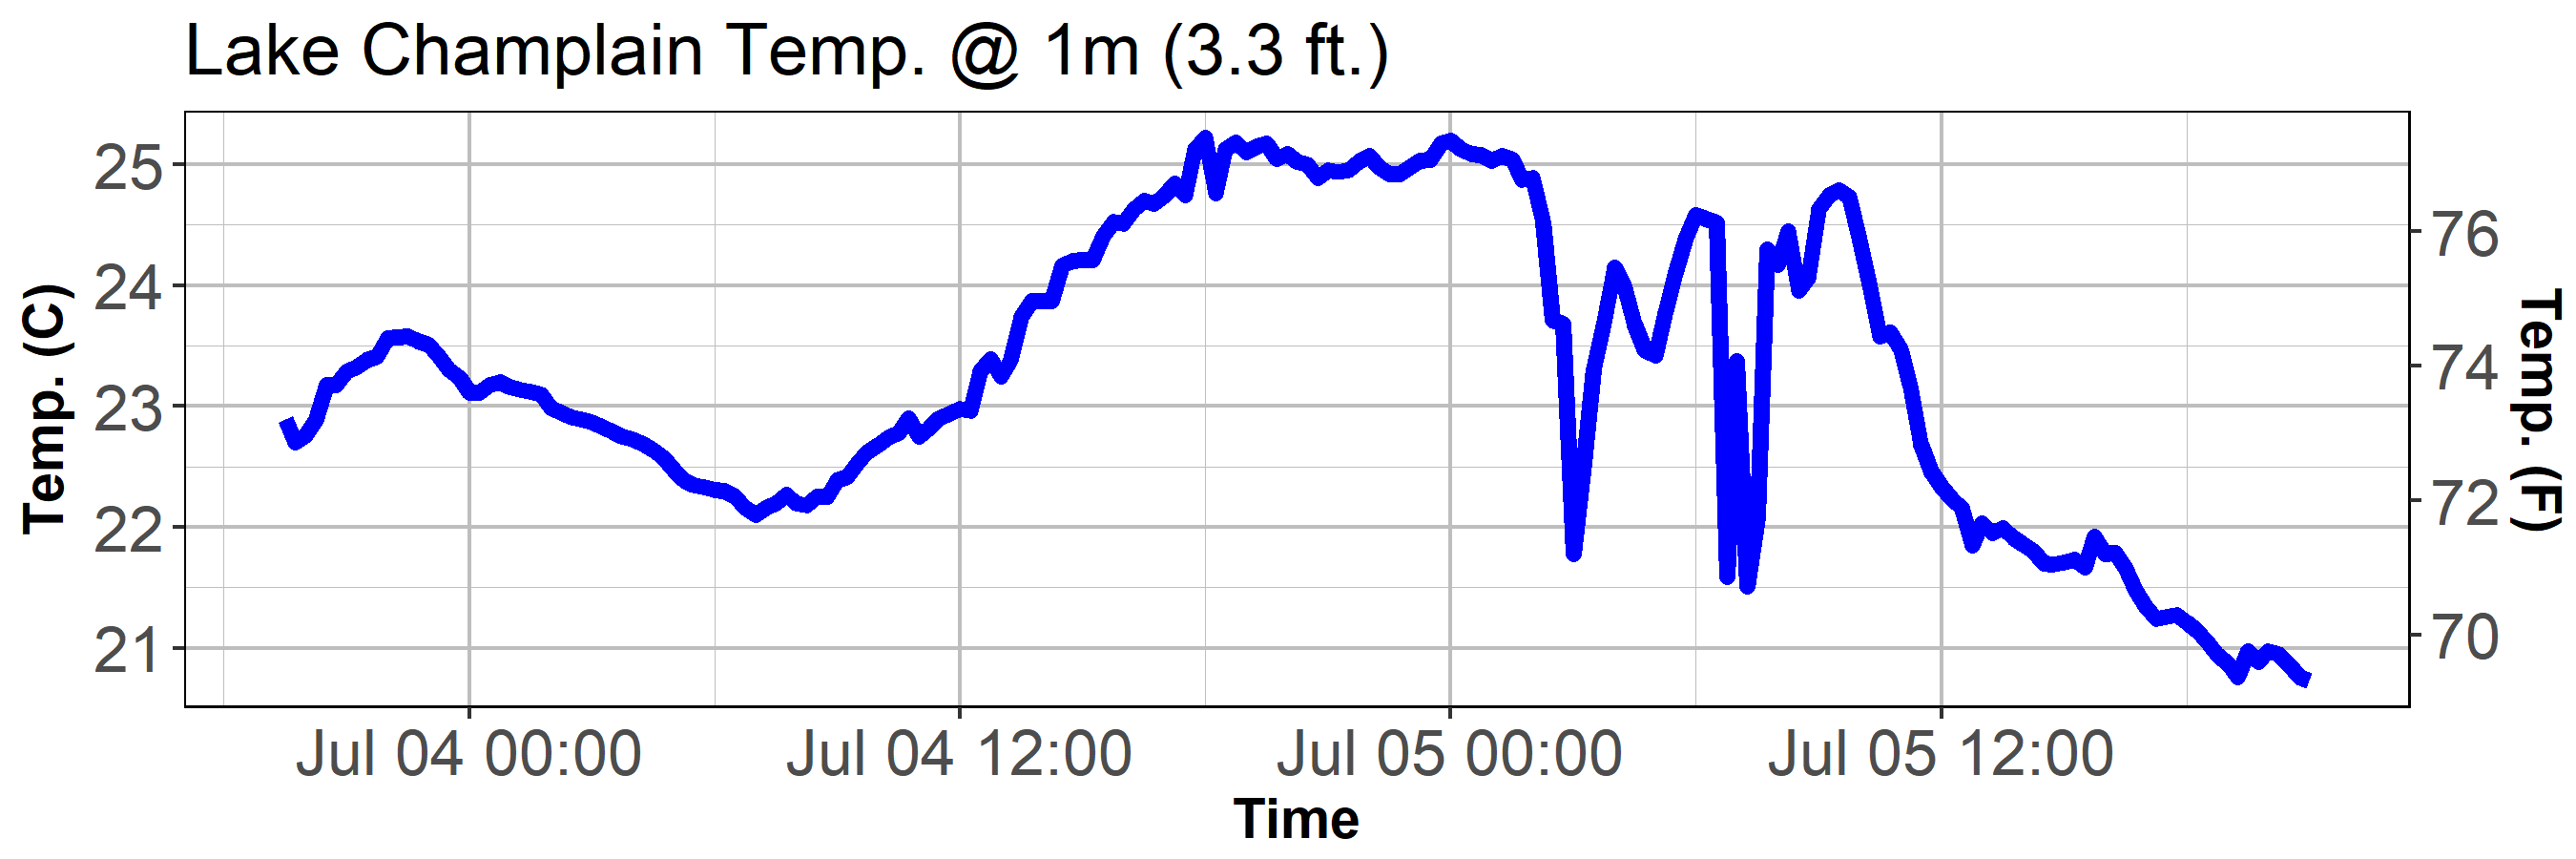 Lake Champlain Temp. @ 1m (3.3 ft.)
Temp. (C)
25
24
23
22
21
76
74
72
70
Temp. (F)
Jul 04 00:00
Jul 04 12:00
Jul 05 00:00
Jul 05 12:00
Time